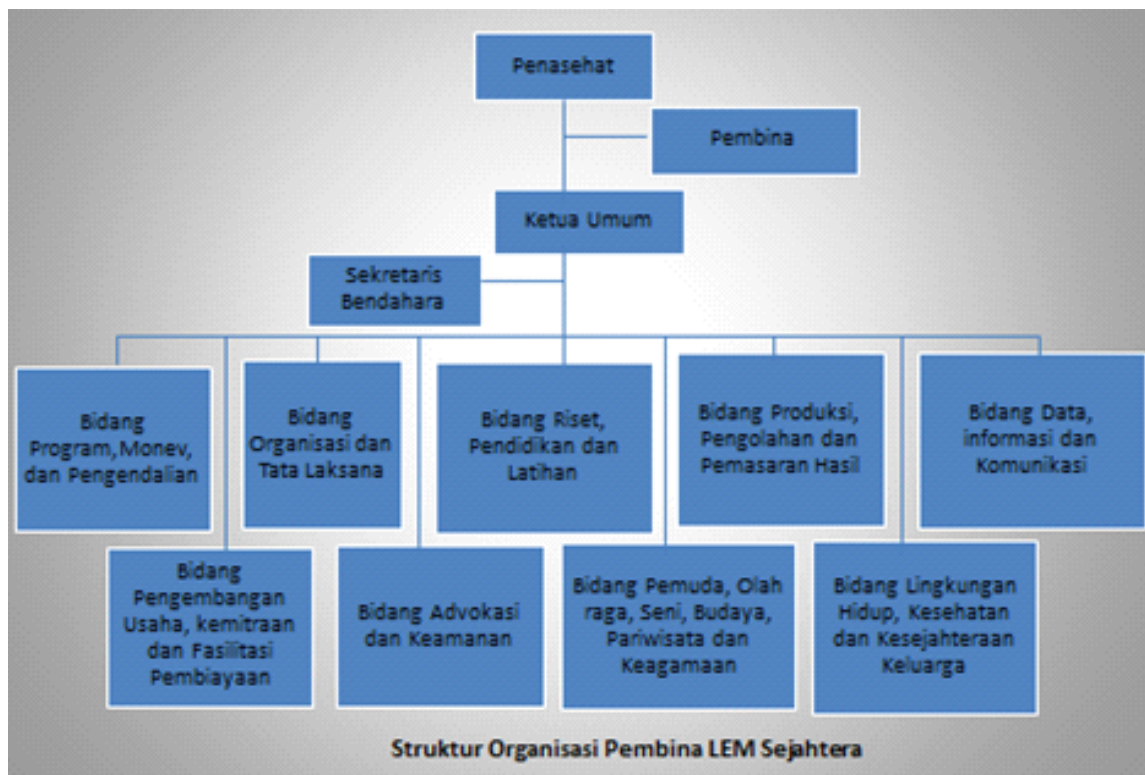 Penasehat
Pembina
Ketua Umum
Sekretaris
Bendahara
Bidang
Program,Monev,
dan Pengendalian
Bidang
Organisasi dan
Tata Laksana
Bidang Riset,
Pendidikan dan
Latihan
Bidang Produksi,
Pengolahan dan
Pemasaran Hasil
Bidang Data,
informasi dan
Komunikasi
Bidang
Pengembangan
Usaha, kemitraan
dan Fasilitasi
Pembiayaan
Bidang Advokasi
dan Keamanan
Bidang Pemuda, Olah
raga, Seni, Budaya,
Pariwisata dan
Keagamaan
Bidang Lingkungan
Hidup, Kesehatan
dan Kesejahteraan
Keluarga
Struktur Organisasi Pembina LEM Sejahtera